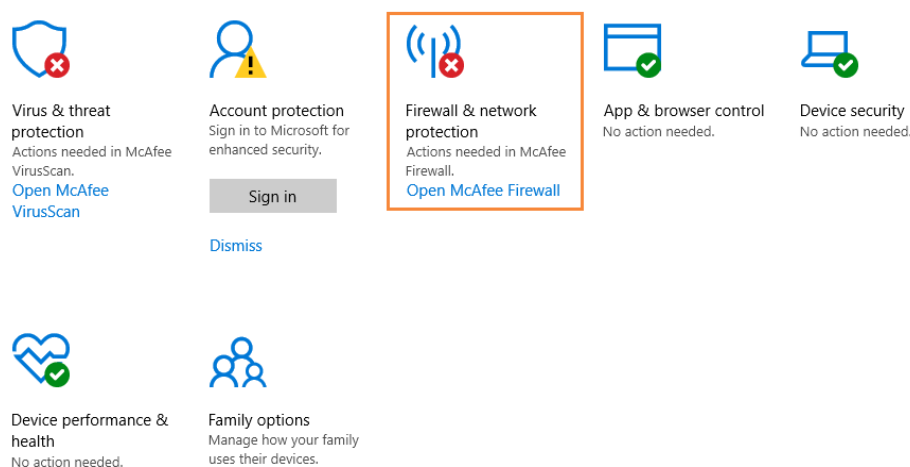 Virus & threat
protection
Actions needed in McAfee
VirusScan.
Open McAfee
VirusScan
Account protection
Sign in to Microsoft for
enhanced security.
Sign in
Dismiss
Firewall & network
protection
Actions needed in McAfee
Firewall.
Open McAfee Firewall
App & browser control
No action needed.
Device security
No action needed.
Device performance &
health
No action needed.
Family options
Manage how your family
uses their devices.